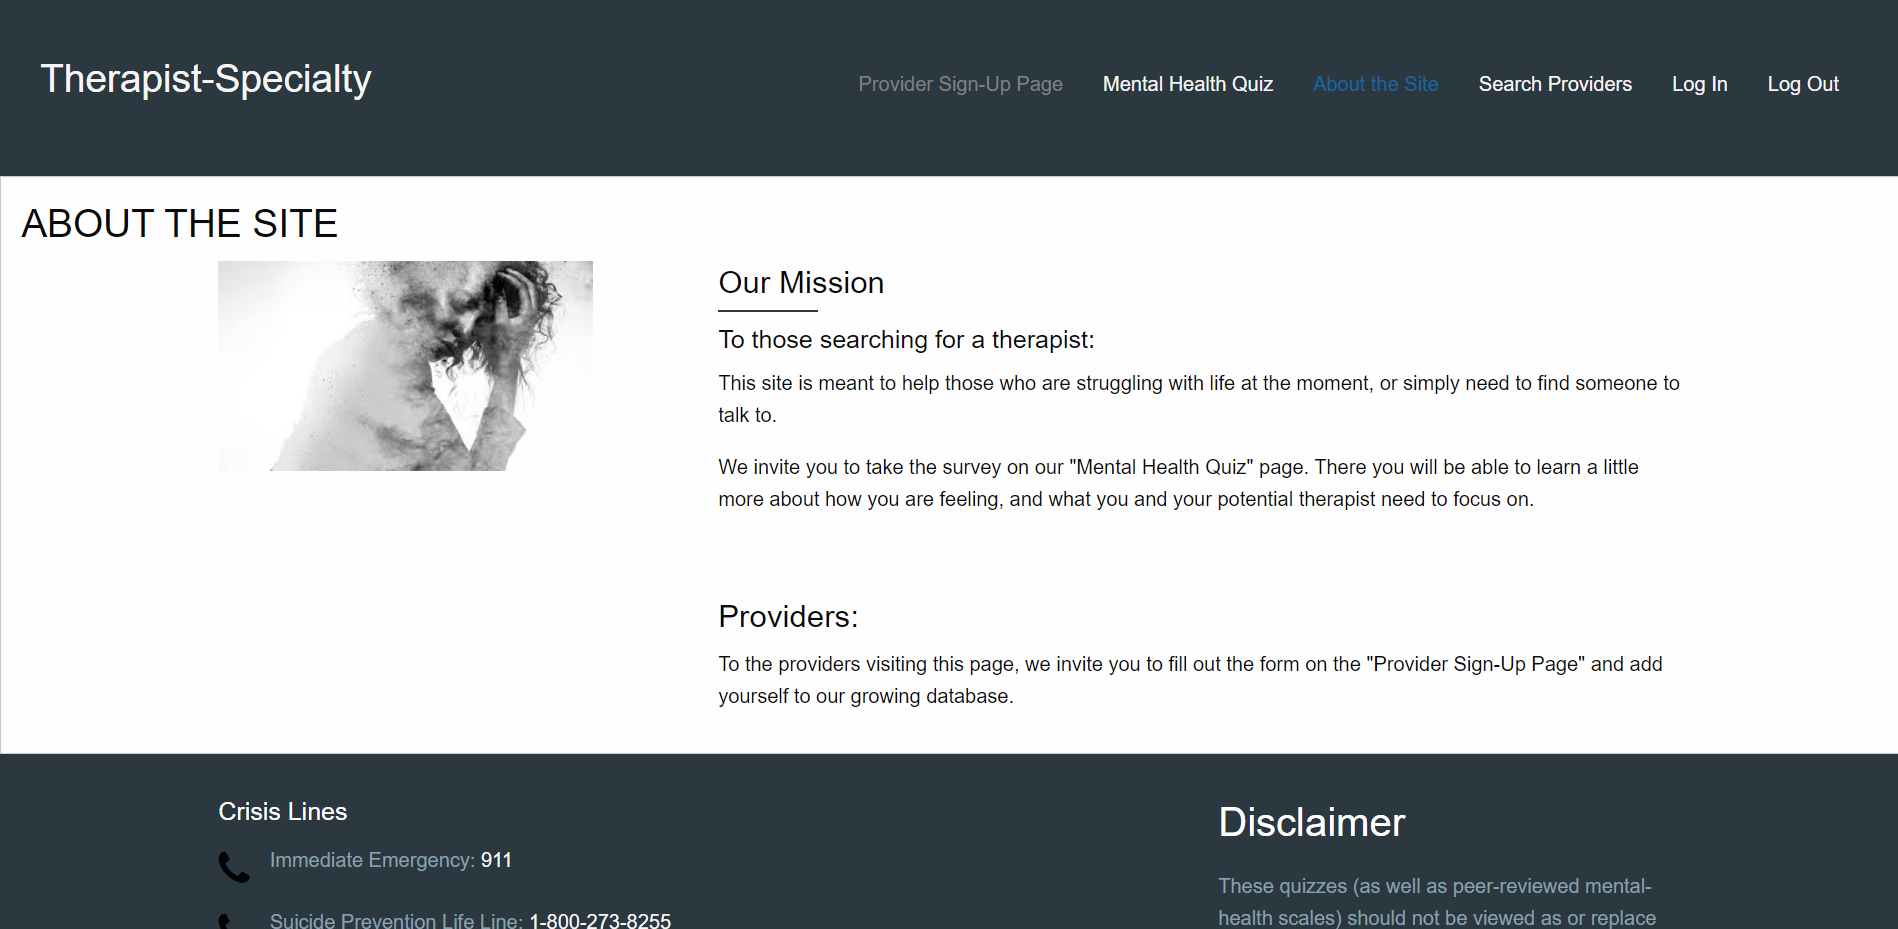 Therapist-Specialty
Provider Sign-Up Page
Mental Health Quiz
About the Site
Search Providers
Log In
Log Out
ABOUT THE SITE
Our Mission
To those searching for a therapist:
This site is meant to help those who are struggling with life at the moment, or simply need to find someone to
talk to.
We invite you to take the survey on our "Mental Health Quiz" page. There you will be able to learn a little
more about how you are feeling, and what you and your potential therapist need to focus on.
Providers:
To the providers visiting this page, we invite you to fill out the form on the "Provider Sign-Up Page" and add
yourself to our growing database.
Crisis Lines
Immediate Emergency: 911
Suicide Prevention Life Line: 1-800-273-8255
Disclaimer
These quizzes (as well as peer-reviewed mental-
health scales) should not be viewed as or replace